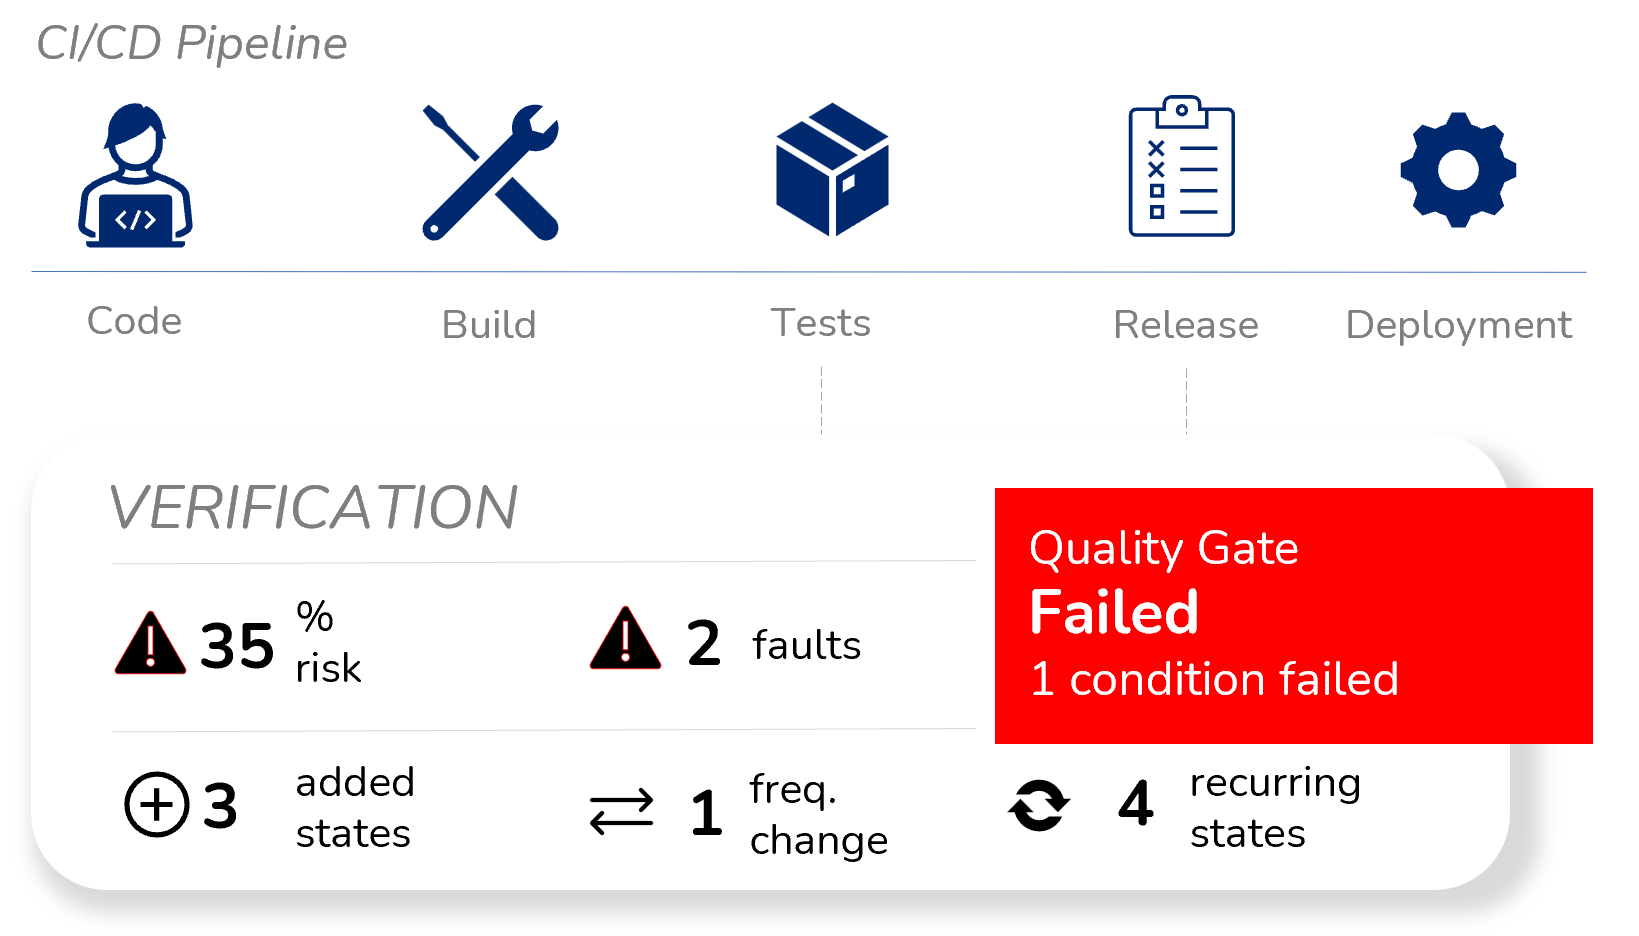 CI/CD Pipeline
</>
Code
Build
Tests
Release
Deployment
VERIFICATION
35
%
risk
2
faults
Quality Gate
Failed
1 condition failed
3
added
states
1
freq.
change
4
recurring
states